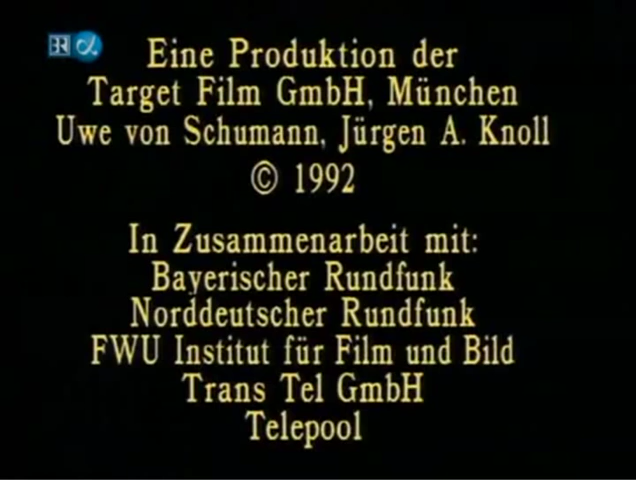 BR α
Eine Produktion der
Target Film GmbH, München
Uwe von Schumann, Jürgen A. Knoll
© 1992
In Zusammenarbeit mit:
Bayerischer Rundfunk
Norddeutscher Rundfunk
FWU Institut für Film und Bild
Trans Tel GmbH
Telepool